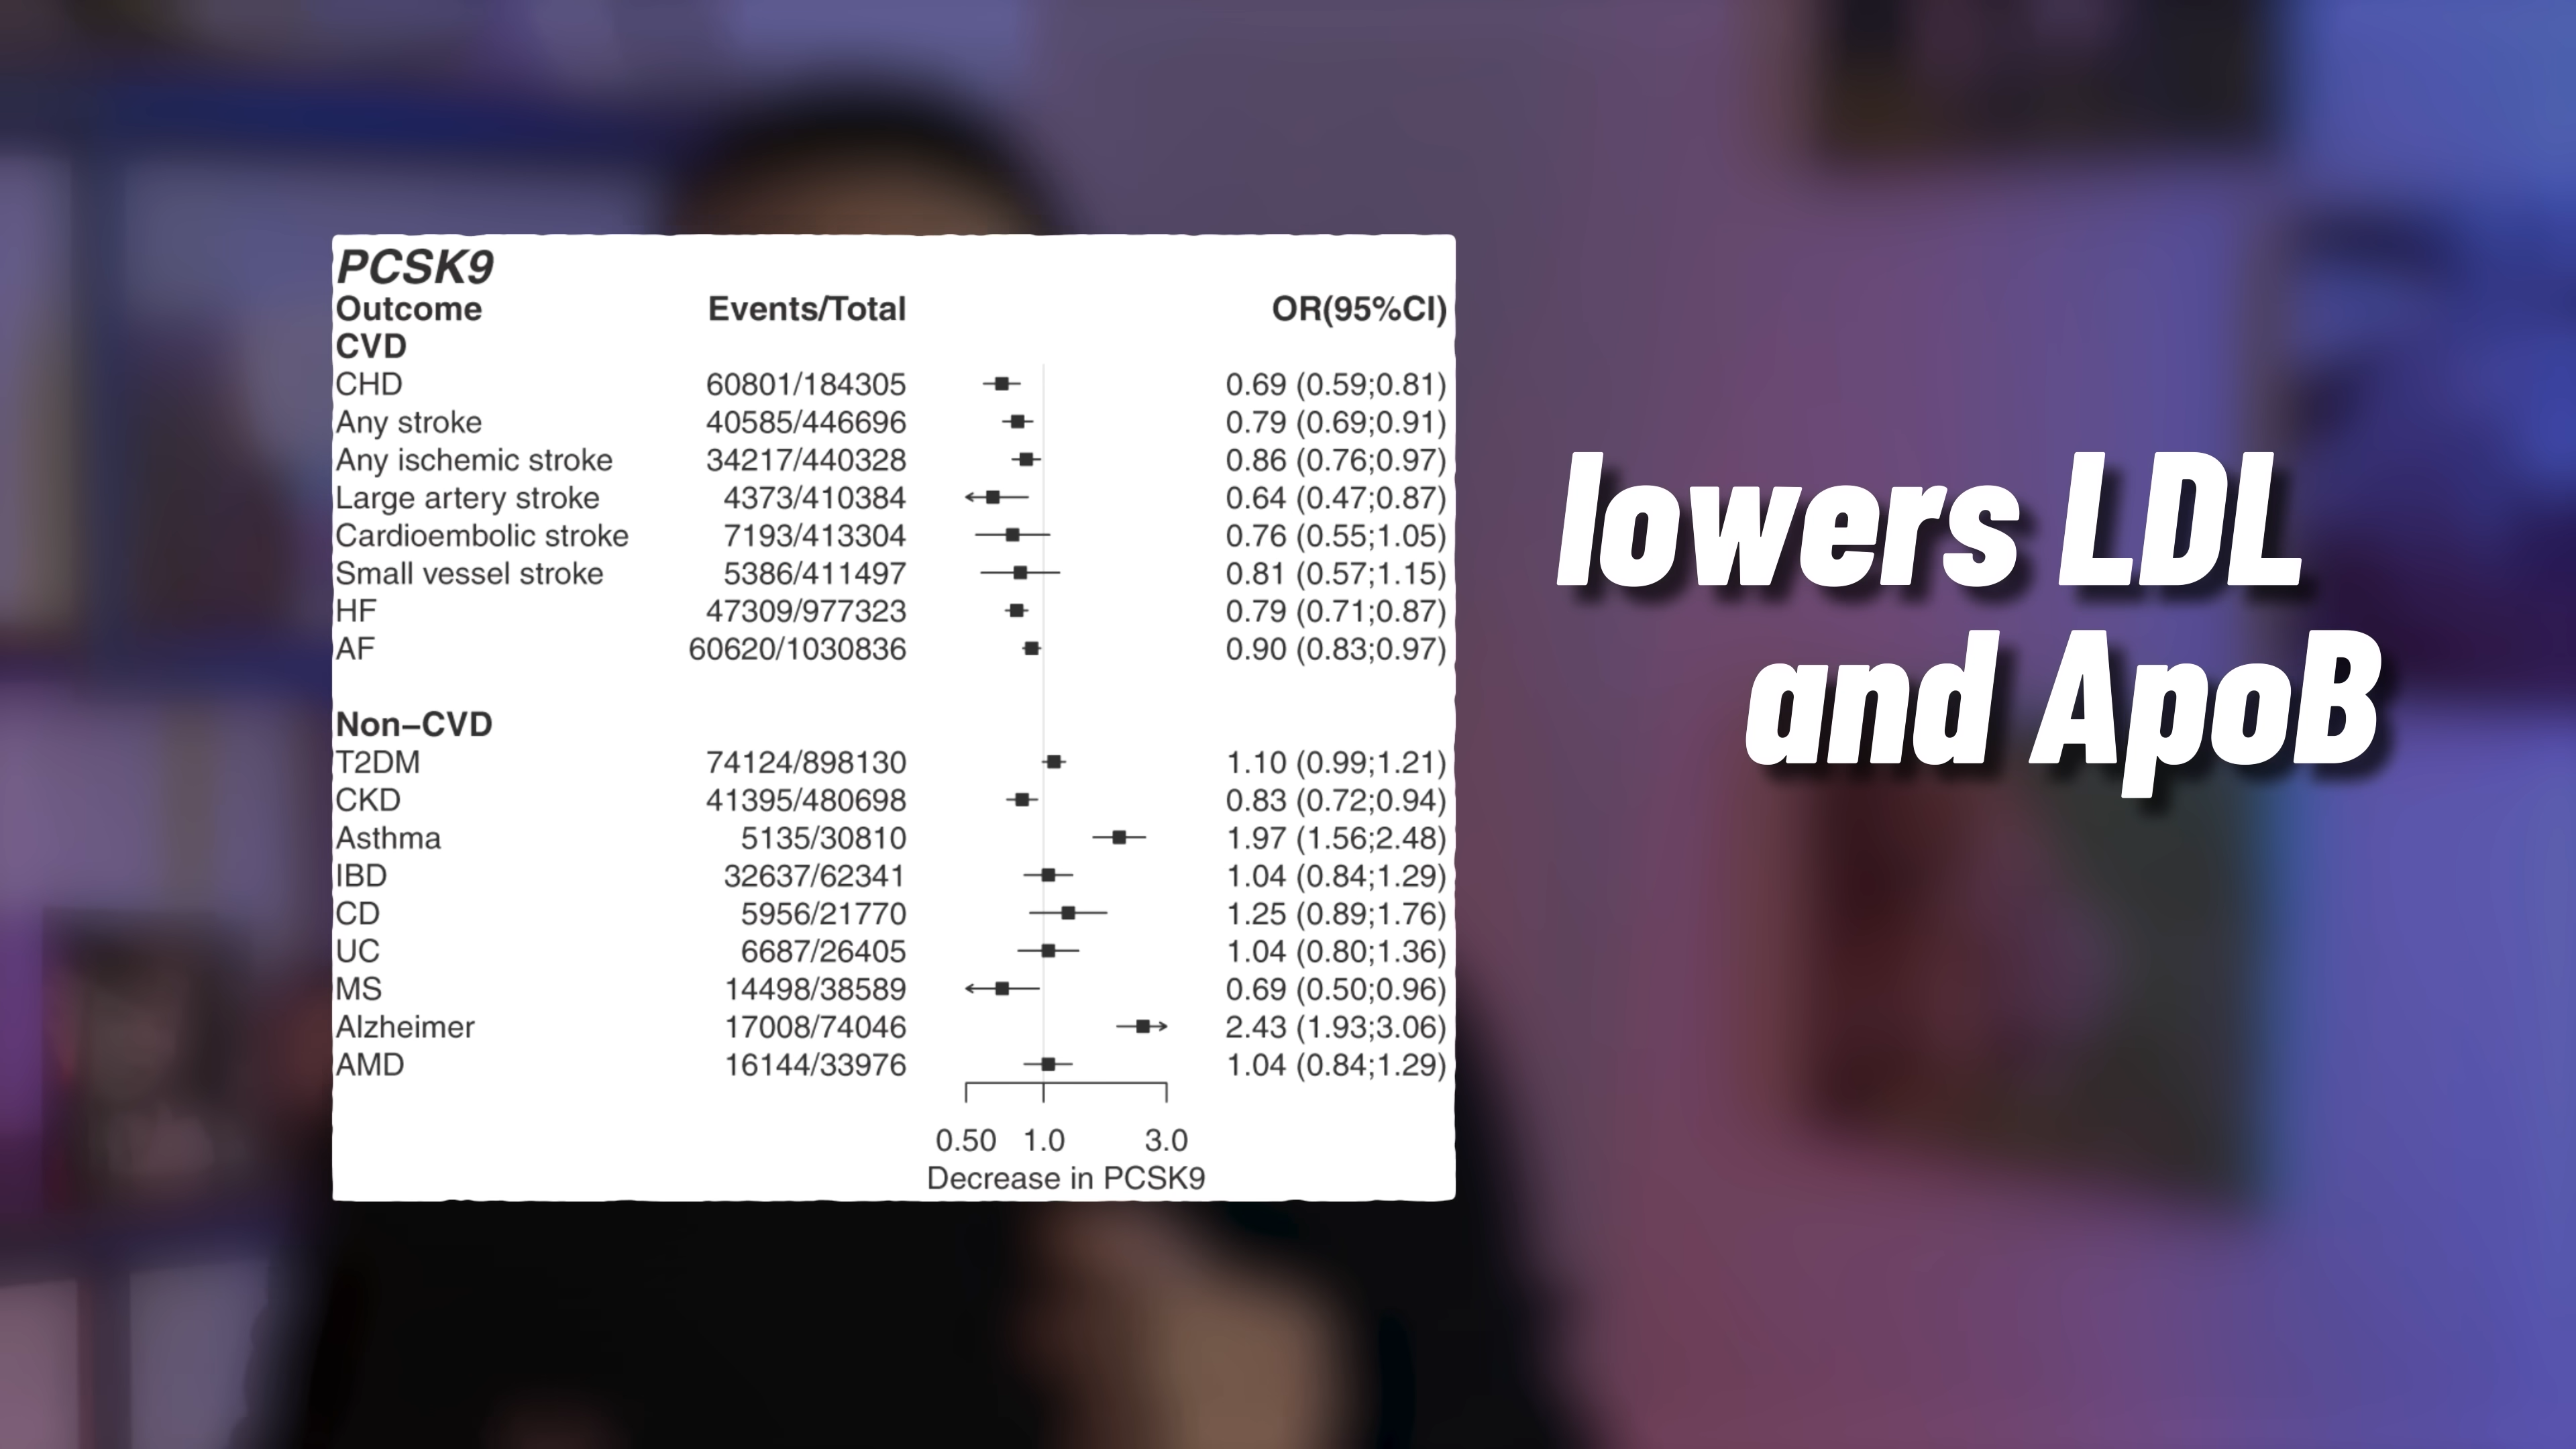 PCSK9
Outcome Events/Total OR(95%CI)
CVD
CHD 60801/184305 0.69 (0.59;0.81)
Any stroke 40585/446696 0.79 (0.69;0.91)
Any ischemic stroke 34217/440328 0.86 (0.76;0.97)
Large artery stroke 4373/410384 0.64 (0.47;0.87)
Cardioembolic stroke 7193/413304 0.76 (0.55;1.05)
Small vessel stroke 5386/411497 0.81 (0.57;1.15)
HF 47309/977323 0.79 (0.71;0.87)
AF 60620/1030836 0.90 (0.83;0.97)
Non–CVD
T2DM 74124/898130 1.10 (0.99;1.21)
CKD 41395/480698 0.83 (0.72;0.94)
Asthma 5135/30810 1.97 (1.56;2.48)
IBD 32637/62341 1.04 (0.84;1.29)
CD 5956/21770 1.25 (0.89;1.76)
UC 6687/26405 1.04 (0.80;1.36)
MS 14498/38589 0.69 (0.50;0.96)
Alzheimer 17008/74046 2.43 (1.93;3.06)
AMD 16144/33976 1.04 (0.84;1.29)
0.50 1.0 3.0
Decrease in PCSK9
lowers LDL
and ApoB